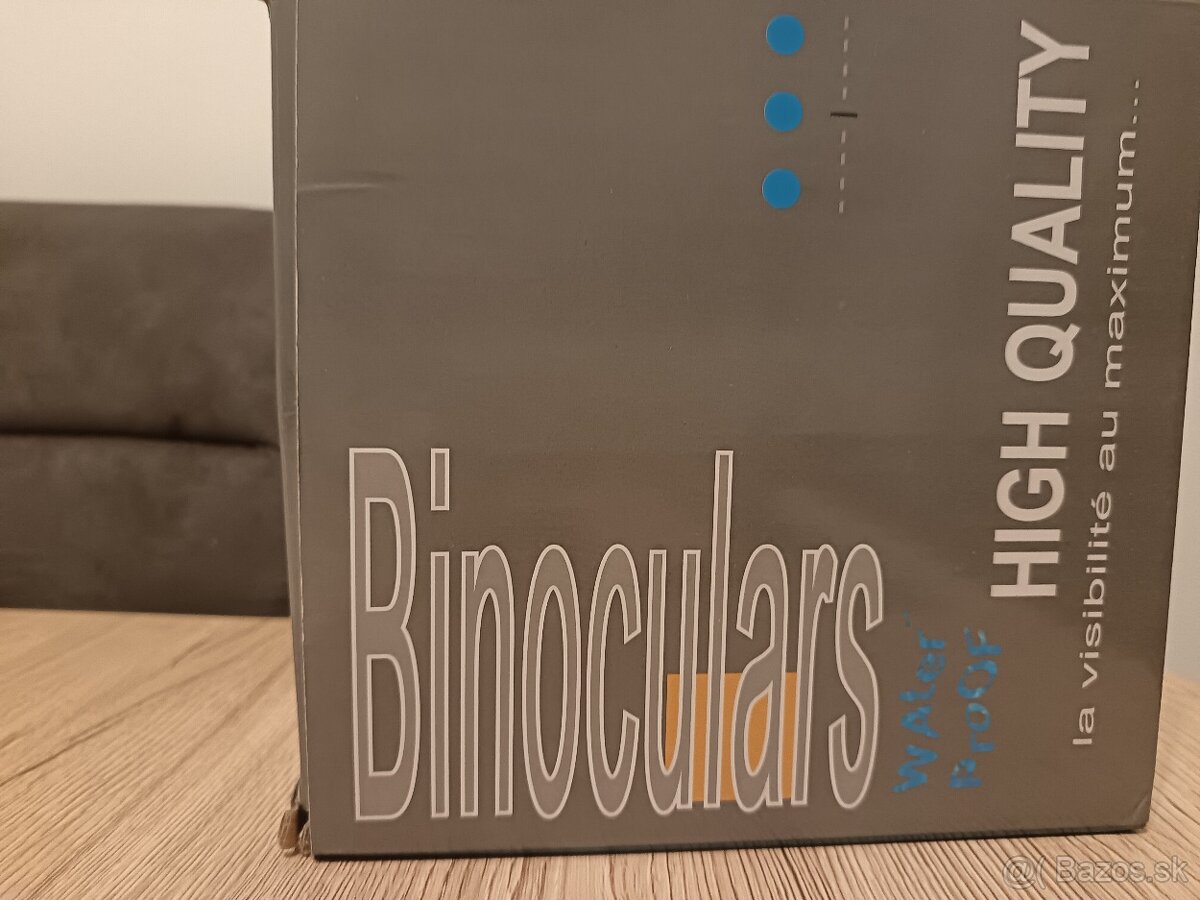 Binoculars
WAter
ProOF
HIGH QUALITY
la visibilité au maximum...
@( Bazos.sk